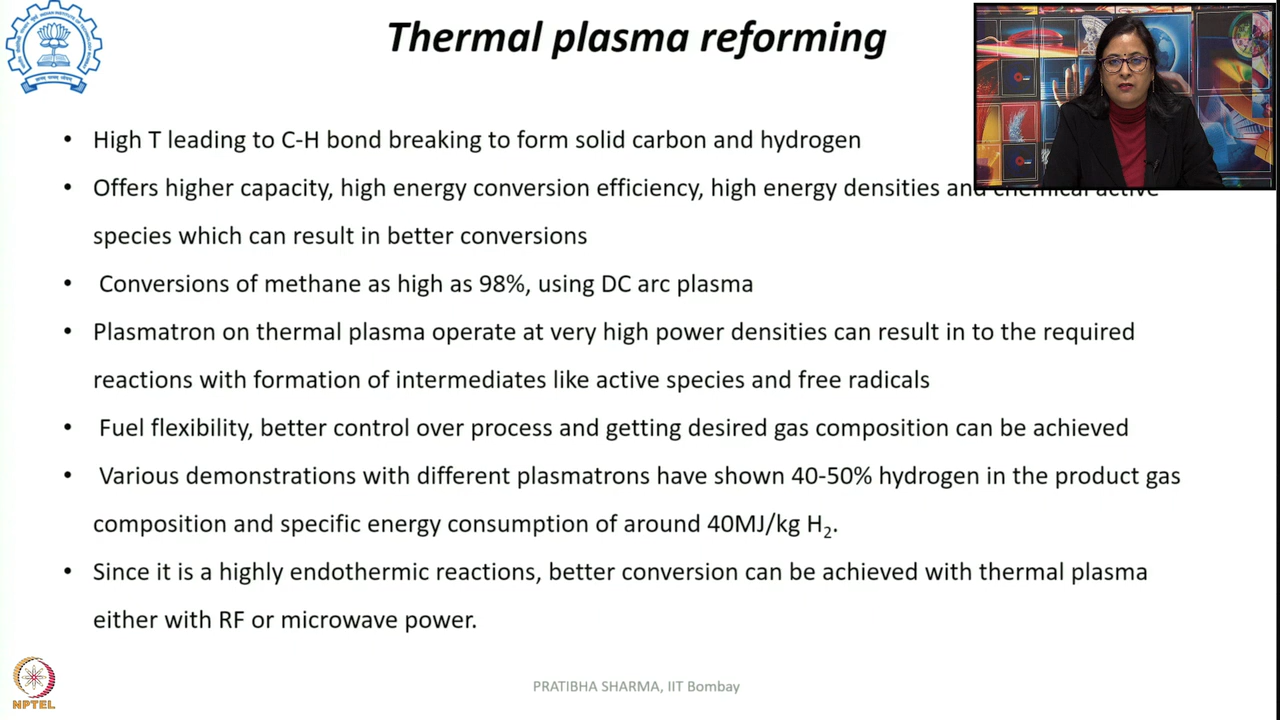 Thermal plasma reforming
• High T leading to C-H bond breaking to form solid carbon and hydrogen
• Offers higher capacity, high energy conversion efficiency, high energy densities and chemical active
species which can result in better conversions
• Conversions of methane as high as 98%, using DC arc plasma
• Plasmatron on thermal plasma operate at very high power densities can result in to the required
reactions with formation of intermediates like active species and free radicals
• Fuel flexibility, better control over process and getting desired gas composition can be achieved
• Various demonstrations with different plasmatrons have shown 40-50% hydrogen in the product gas
composition and specific energy consumption of around 40MJ/kg H₂.
• Since it is a highly endothermic reactions, better conversion can be achieved with thermal plasma
either with RF or microwave power.
NPTEL
PRATIBHA SHARMA, IIT Bombay